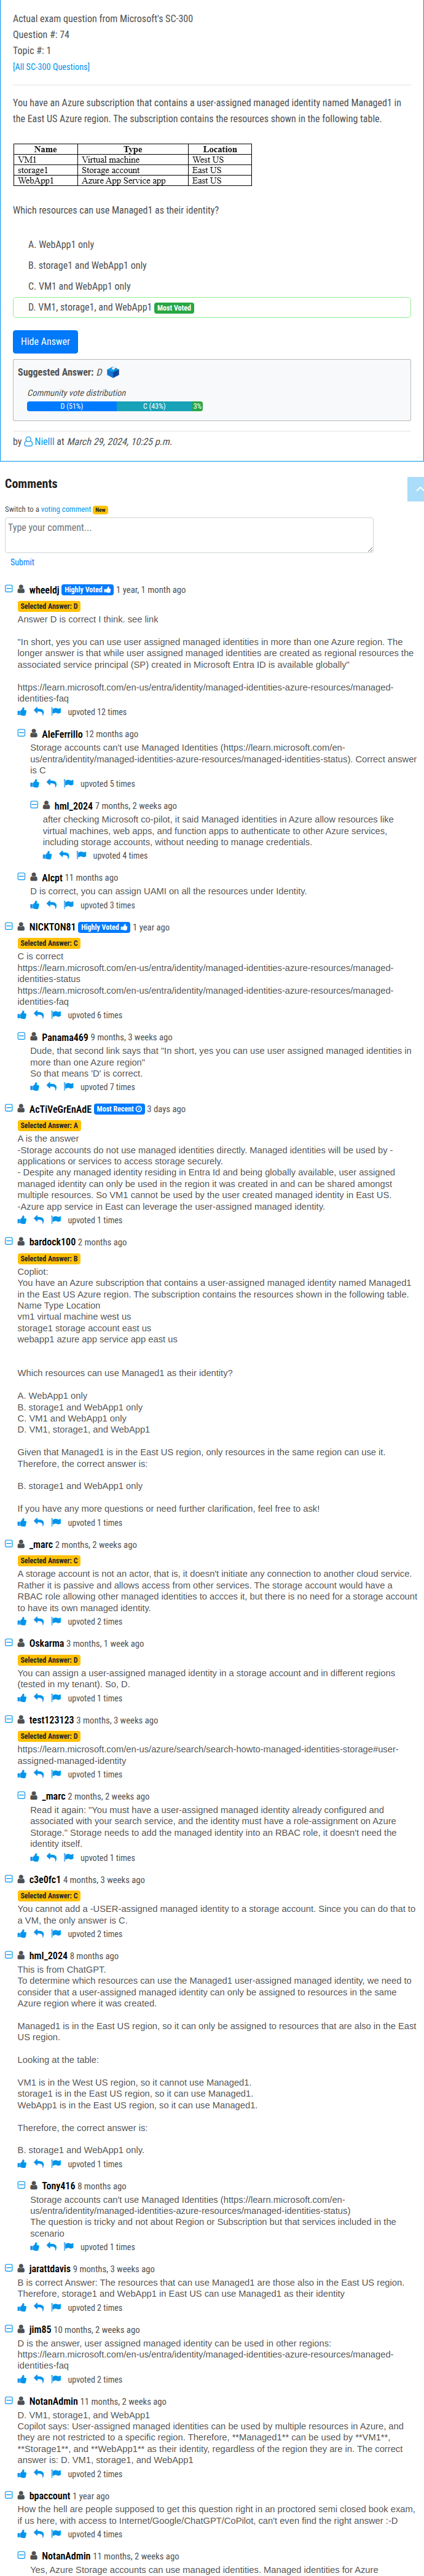 Actual exam question from Microsoft's SC-300
Question #: 74
Topic #: 1
[All SC-300 Questions]
You have an Azure subscription that contains a user-assigned managed identity named Managed1 in
the East US Azure region. The subscription contains the resources shown in the following table.
Name Type Location
VM1 Virtual machine West US
storage1 Storage account East US
WebApp1 Azure App Service app East US
Which resources can use Managed1 as their identity?
A. WebApp1 only
B. storage1 and WebApp1 only
C. VM1 and WebApp1 only
D. VM1, storage1, and WebApp1 Most Voted
Hide Answer
Suggested Answer: D
Community vote distribution
D (51%) C (43%) 3%
by Nielll at March 29, 2024, 10:25 p.m.
Comments
Switch to a voting comment New
Type your comment...
Submit
wheeldj Highly Voted 1 year, 1 month ago
Selected Answer: D
Answer D is correct I think. see link
"In short, yes you can use user assigned managed identities in more than one Azure region. The
longer answer is that while user assigned managed identities are created as regional resources the
associated service principal (SP) created in Microsoft Entra ID is available globally"
https://learn.microsoft.com/en-us/entra/identity/managed-identities-azure-resources/managed-
identities-faq
upvoted 12 times
AleFerrillo 12 months ago
Storage accounts can't use Managed Identities (https://learn.microsoft.com/en-
us/entra/identity/managed-identities-azure-resources/managed-identities-status). Correct answer
is C
upvoted 5 times
hml_2024 7 months, 2 weeks ago
after checking Microsoft co-pilot, it said Managed identities in Azure allow resources like
virtual machines, web apps, and function apps to authenticate to other Azure services,
including storage accounts, without needing to manage credentials.
upvoted 4 times
Alcpt 11 months ago
D is correct, you can assign UAMI on all the resources under Identity.
upvoted 3 times
NICKTON81 Highly Voted 1 year ago
Selected Answer: C
C is correct
https://learn.microsoft.com/en-us/entra/identity/managed-identities-azure-resources/managed-
identities-status
https://learn.microsoft.com/en-us/entra/identity/managed-identities-azure-resources/managed-
identities-faq
upvoted 6 times
Panama469 9 months, 3 weeks ago
Dude, that second link says that "In short, yes you can use user assigned managed identities in
more than one Azure region"
So that means 'D' is correct.
upvoted 7 times
AcTiVeGrEnAdE Most Recent 3 days ago
Selected Answer: A
A is the answer
-Storage accounts do not use managed identities directly. Managed identities will be used by -
applications or services to access storage securely.
- Despite any managed identity residing in Entra Id and being globally available, user assigned
managed identity can only be used in the region it was created in and can be shared amongst
multiple resources. So VM1 cannot be used by the user created managed identity in East US.
-Azure app service in East can leverage the user-assigned managed identity.
upvoted 1 times
bardock100 2 months ago
Selected Answer: B
Copliot:
You have an Azure subscription that contains a user-assigned managed identity named Managed1
in the East US Azure region. The subscription contains the resources shown in the following table.
Name Type Location
vm1 virtual machine west us
storage1 storage account east us
webapp1 azure app service app east us
Which resources can use Managed1 as their identity?
A. WebApp1 only
B. storage1 and WebApp1 only
C. VM1 and WebApp1 only
D. VM1, storage1, and WebApp1
Given that Managed1 is in the East US region, only resources in the same region can use it.
Therefore, the correct answer is:
B. storage1 and WebApp1 only
If you have any more questions or need further clarification, feel free to ask!
upvoted 1 times
_marc 2 months, 2 weeks ago
Selected Answer: C
A storage account is not an actor, that is, it doesn't initiate any connection to another cloud service.
Rather it is passive and allows access from other services. The storage account would have a
RBAC role allowing other managed identities to accces it, but there is no need for a storage account
to have its own managed identity.
upvoted 2 times
Oskarma 3 months, 1 week ago
Selected Answer: D
You can assign a user-assigned managed identity in a storage account and in different regions
(tested in my tenant). So, D.
upvoted 1 times
test123123 3 months, 3 weeks ago
Selected Answer: D
https://learn.microsoft.com/en-us/azure/search/search-howto-managed-identities-storage#user-
assigned-managed-identity
upvoted 1 times
_marc 2 months, 2 weeks ago
Read it again: "You must have a user-assigned managed identity already configured and
associated with your search service, and the identity must have a role-assignment on Azure
Storage." Storage needs to add the managed identity into an RBAC role, it doesn't need the
identity itself.
upvoted 1 times
c3e0fc1 4 months, 3 weeks ago
Selected Answer: C
You cannot add a -USER-assigned managed identity to a storage account. Since you can do that to
a VM, the only answer is C.
upvoted 2 times
hml_2024 8 months ago
This is from ChatGPT.
To determine which resources can use the Managed1 user-assigned managed identity, we need to
consider that a user-assigned managed identity can only be assigned to resources in the same
Azure region where it was created.
Managed1 is in the East US region, so it can only be assigned to resources that are also in the East
US region.
Looking at the table:
VM1 is in the West US region, so it cannot use Managed1.
storage1 is in the East US region, so it can use Managed1.
WebApp1 is in the East US region, so it can use Managed1.
Therefore, the correct answer is:
B. storage1 and WebApp1 only.
upvoted 1 times
Tony416 8 months ago
Storage accounts can't use Managed Identities (https://learn.microsoft.com/en-
us/entra/identity/managed-identities-azure-resources/managed-identities-status)
The question is tricky and not about Region or Subscription but that services included in the
scenario
upvoted 1 times
jarattdavis 9 months, 3 weeks ago
B is correct Answer: The resources that can use Managed1 are those also in the East US region.
Therefore, storage1 and WebApp1 in East US can use Managed1 as their identity
upvoted 2 times
jim85 10 months, 2 weeks ago
D is the answer, user assigned managed identity can be used in other regions:
https://learn.microsoft.com/en-us/entra/identity/managed-identities-azure-resources/managed-
identities-faq
upvoted 2 times
NotanAdmin 11 months, 2 weeks ago
D. VM1, storage1, and WebApp1
Copilot says: User-assigned managed identities can be used by multiple resources in Azure, and
they are not restricted to a specific region. Therefore, **Managed1** can be used by **VM1**,
**Storage1**, and **WebApp1** as their identity, regardless of the region they are in. The correct
answer is: D. VM1, storage1, and WebApp1
upvoted 2 times
bpaccount 1 year ago
How the hell are people supposed to get this question right in an proctored semi closed book exam,
if us here, with access to Internet/Google/ChatGPT/CoPilot, can't even find the right answer :-D
upvoted 4 times
NotanAdmin 11 months, 2 weeks ago
Yes, Azure Storage accounts can use managed identities. Managed identities for Azure